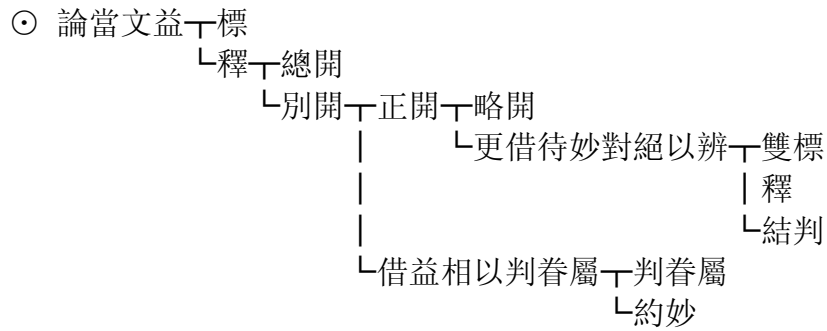 ⊙ 論當文益┬標
└釋┬總開
└別開┬正開┬略開
│ └更借待妙對絕以辨┬雙標
│ │釋
│ └結判
└借益相以判眷屬┬判眷屬
└約妙